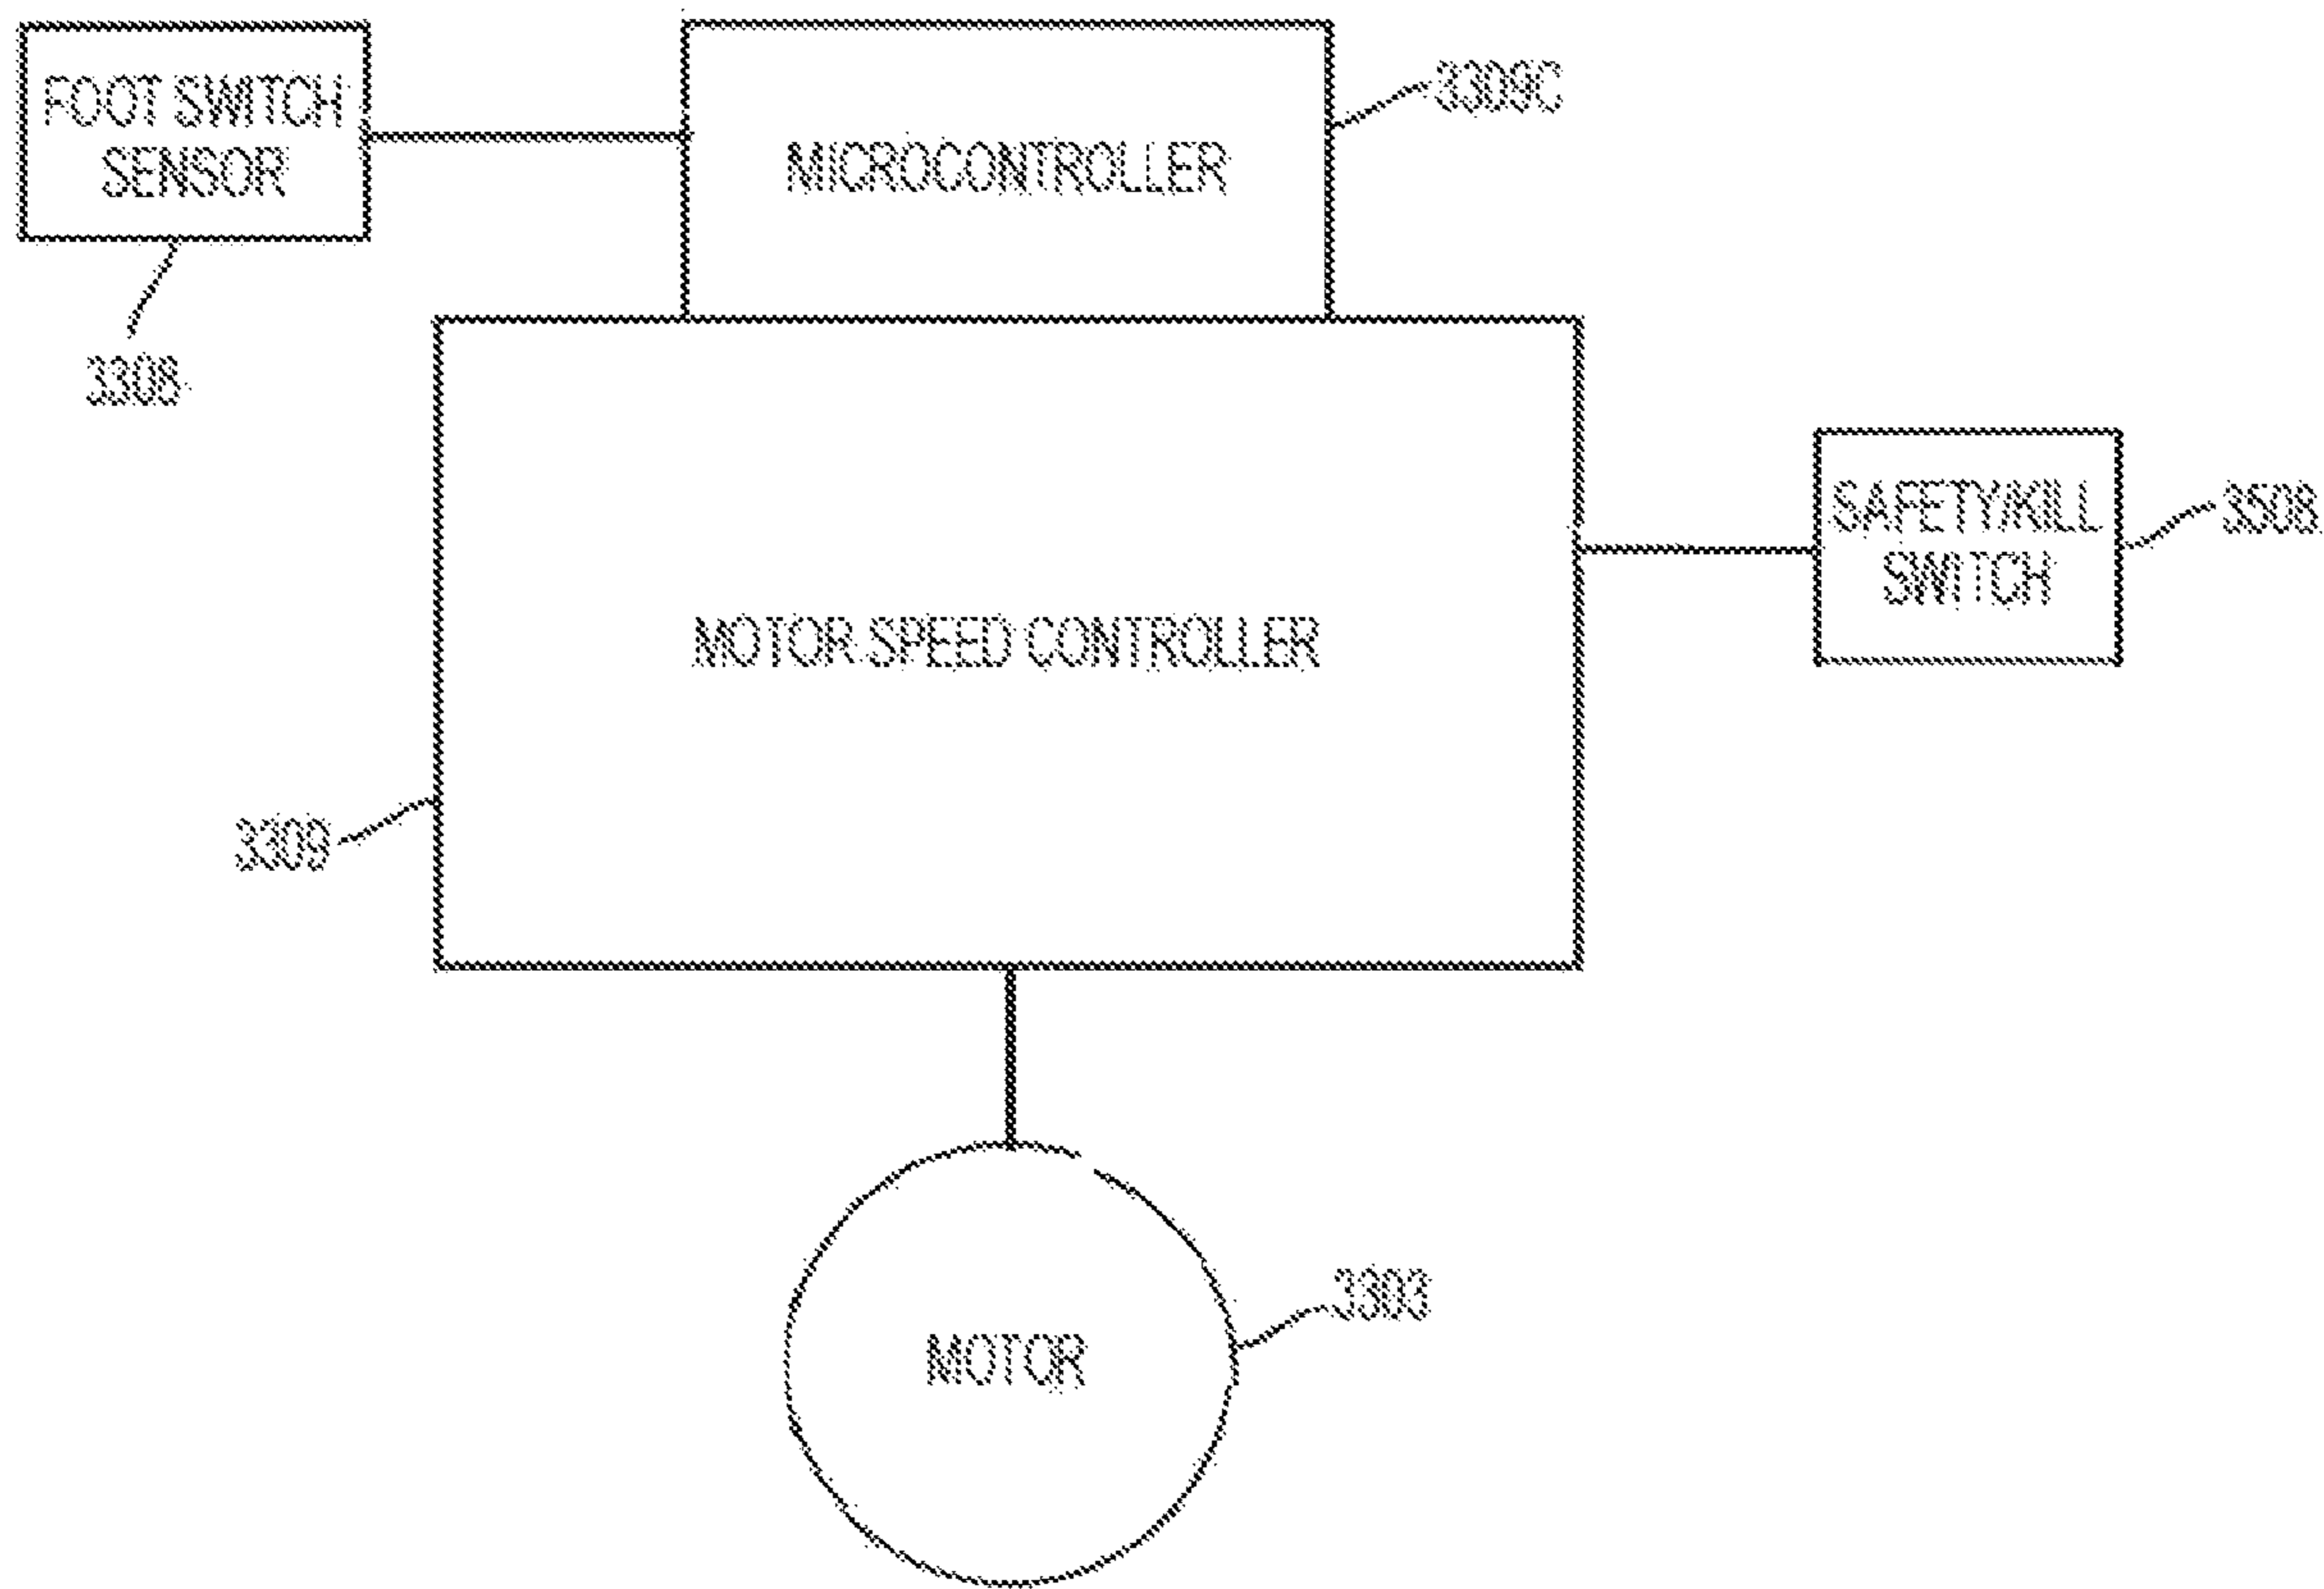 FOOT SWITCH
SENSOR
MICROCONTROLLER
3309C
3308
SAFETY/KILL
SWITCH
3508
MOTOR SPEED CONTROLLER
3309
MOTOR
3303